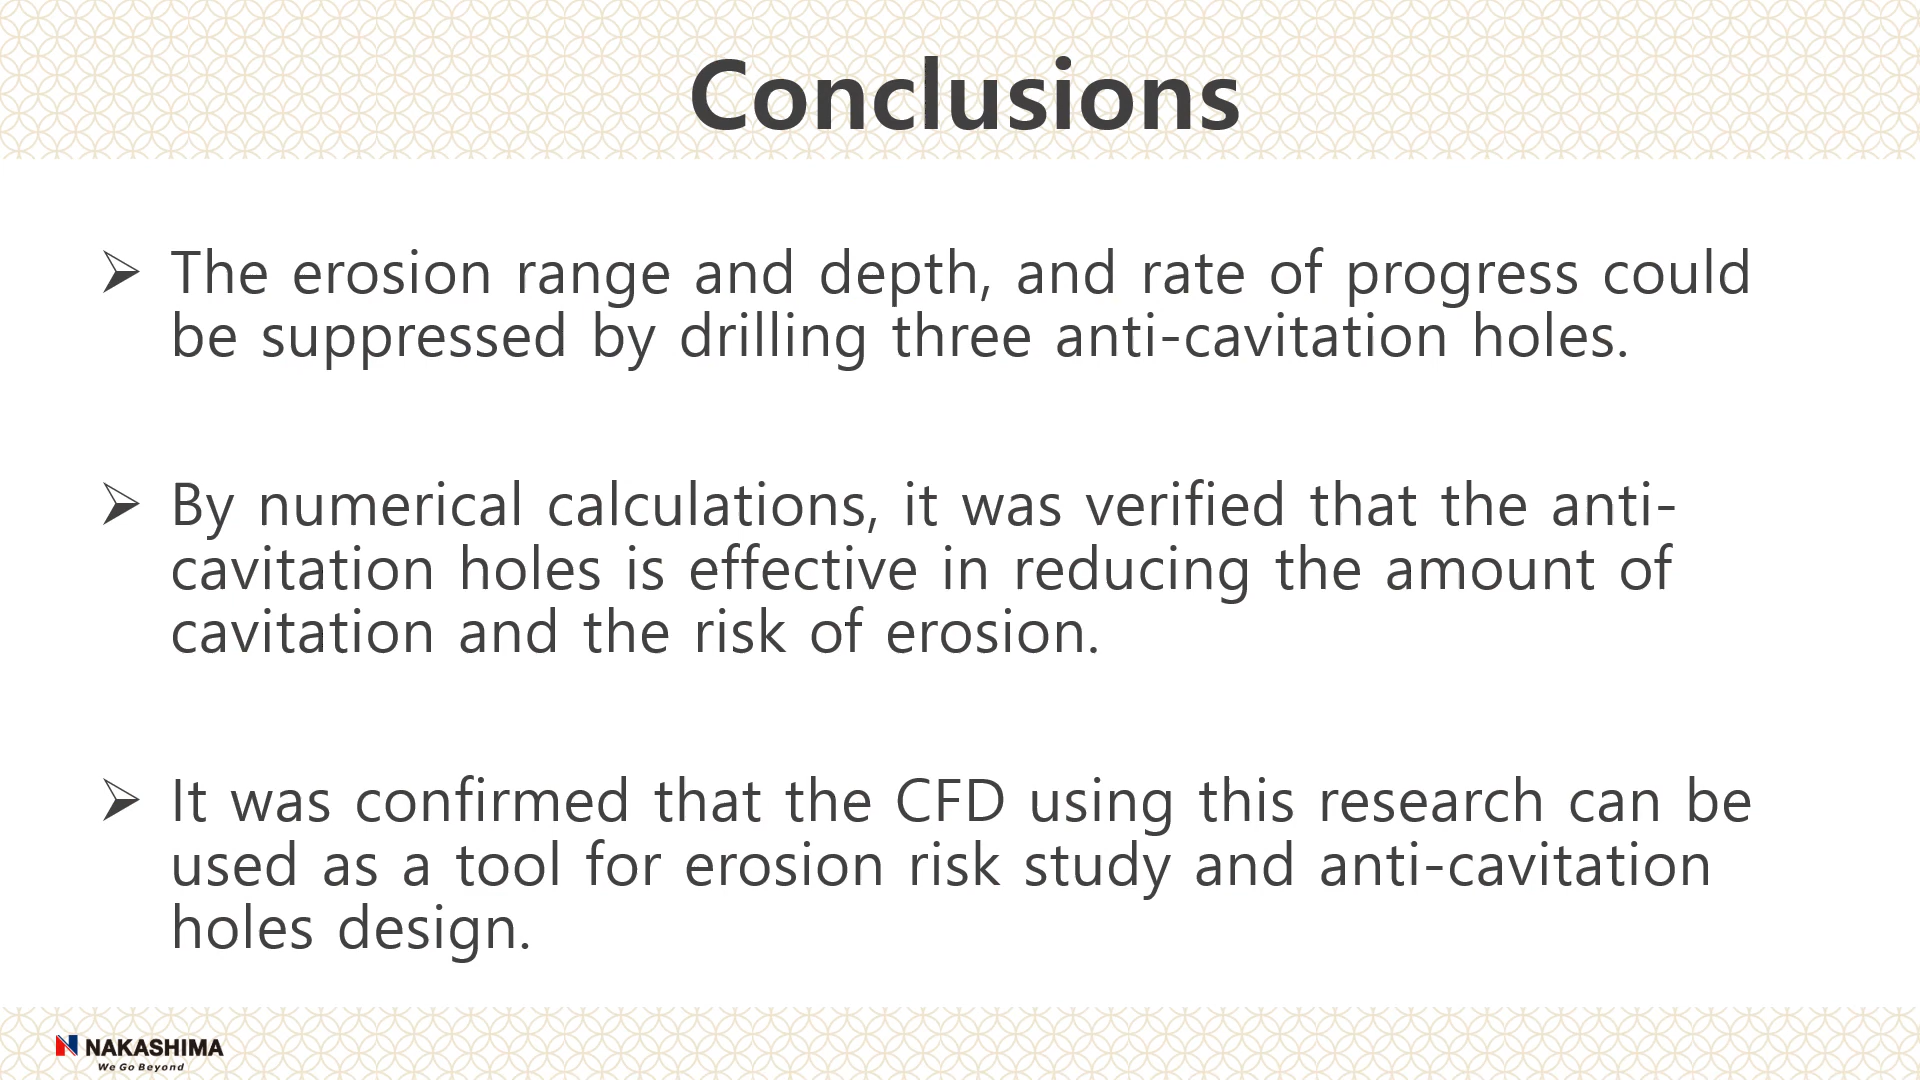 Conclusions
➢ The erosion range and depth, and rate of progress could
be suppressed by drilling three anti-cavitation holes.
➢ By numerical calculations, it was verified that the anti-
cavitation holes is effective in reducing the amount of
cavitation and the risk of erosion.
➢ It was confirmed that the CFD using this research can be
used as a tool for erosion risk study and anti-cavitation
holes design.
NAKASHIMA
We Go Beyond